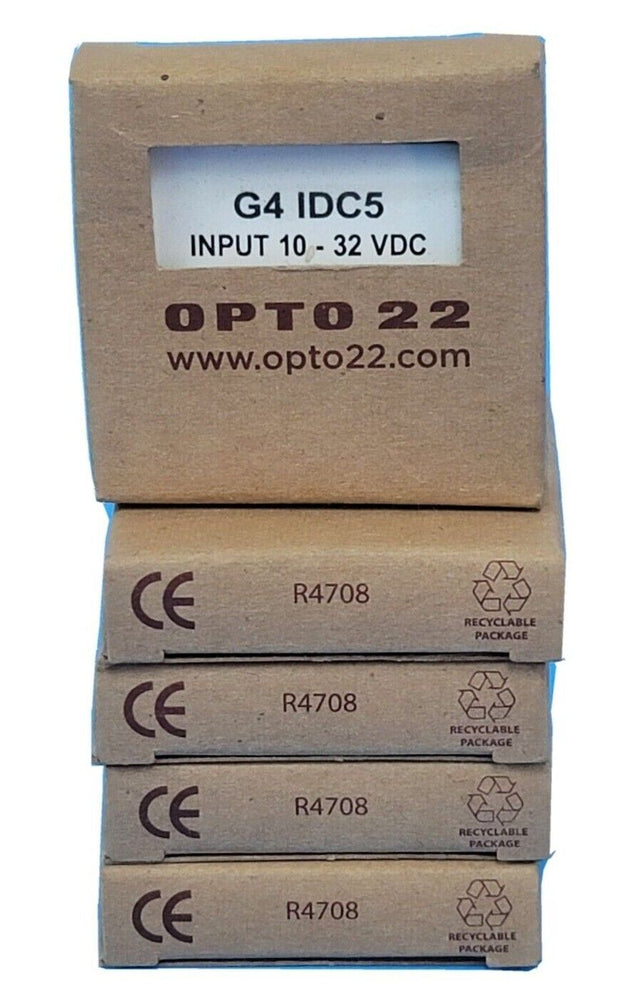 G4 IDC5
INPUT 10 - 32 VDC
OPTO 22
www.opto22.com
CE R4708 RECYCLABLE
PACKAGE
CE R4708 RECYCLABLE
PACKAGE
CE R4708 RECYCLABLE
PACKAGE
CE R4708 RECYCLABLE
PACKAGE